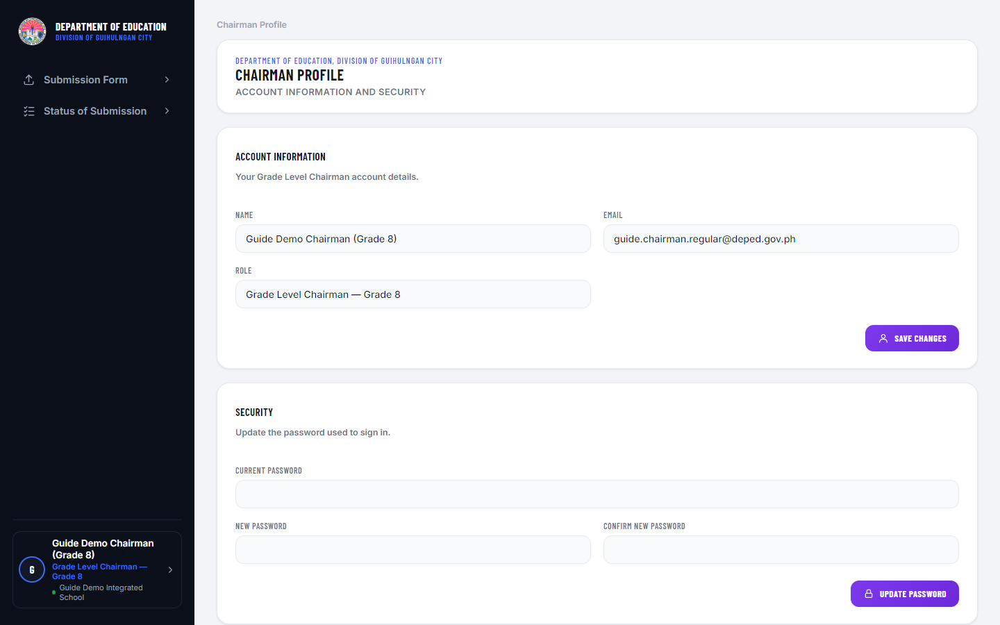 DEPARTMENT OF EDUCATION
DIVISION OF GUIHULNGAN CITY
Submission Form
Status of Submission
Guide Demo Chairman
(Grade 8)
G
Grade Level Chairman —
Grade 8
Guide Demo Integrated
School
Chairman Profile
DEPARTMENT OF EDUCATION, DIVISION OF GUIHULNGAN CITY
CHAIRMAN PROFILE
ACCOUNT INFORMATION AND SECURITY
ACCOUNT INFORMATION
Your Grade Level Chairman account details.
NAME
Guide Demo Chairman (Grade 8)
EMAIL
guide.chairman.regular@deped.gov.ph
ROLE
Grade Level Chairman — Grade 8
SAVE CHANGES
SECURITY
Update the password used to sign in.
CURRENT PASSWORD
NEW PASSWORD
CONFIRM NEW PASSWORD
UPDATE PASSWORD